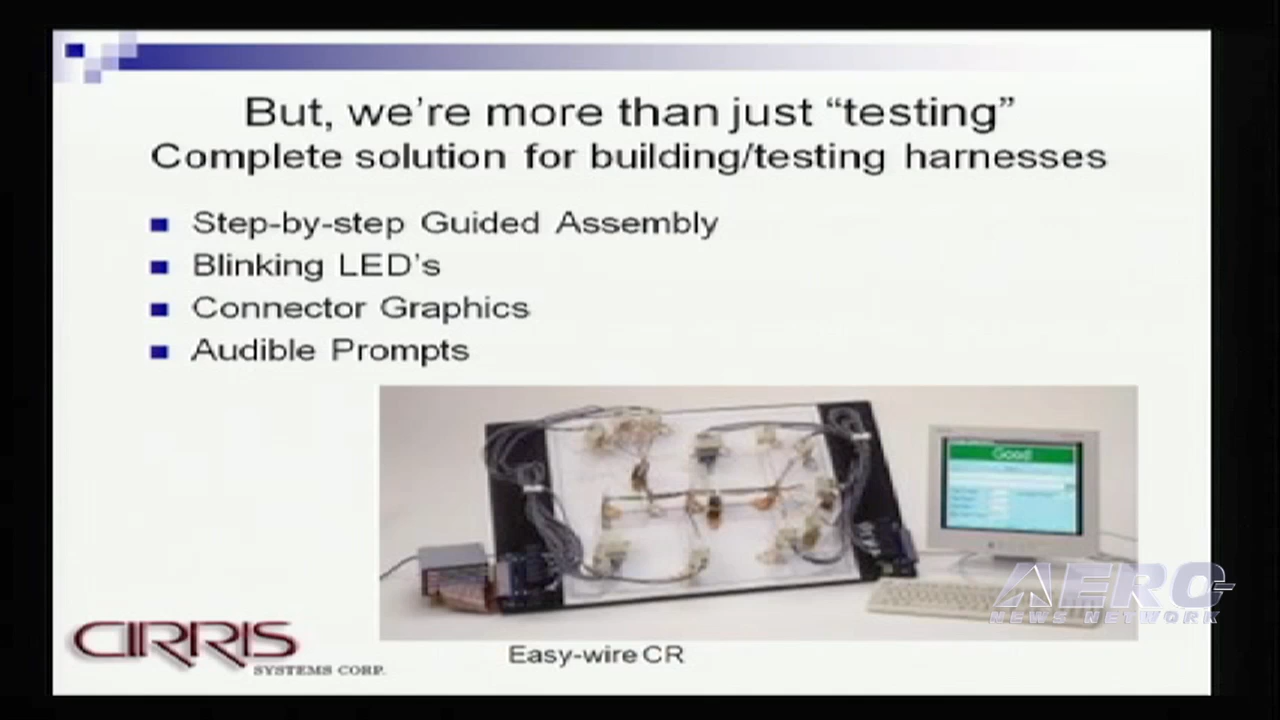 But, we're more than just “testing”
Complete solution for building/testing harnesses
Step-by-step Guided Assembly
Blinking LED's
Connector Graphics
Audible Prompts
Good
AERO
NEWS NETWORK
CIRRIS
SYSTEMS CORP.
Easy-wire CR